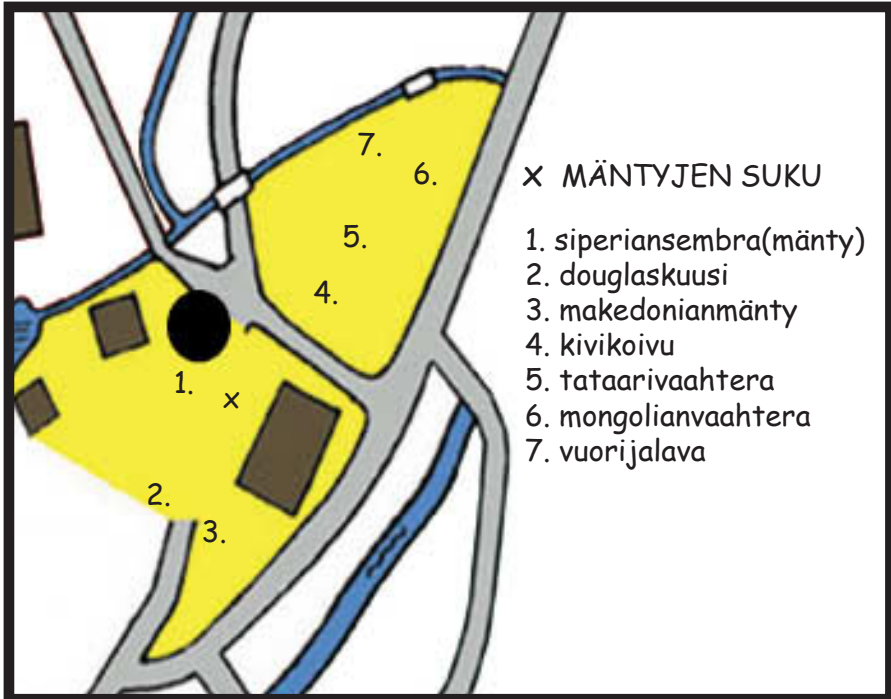 7.
6.
5.
4.
1.
x
2.
3.
x MÄNTYJEN SUKU
1. siperiansembra(mänty)
2. douglaskuusi
3. makedonianmänty
4. kivikoivu
5. tataarivaahtera
6. mongolianvaahtera
7. vuorijalava